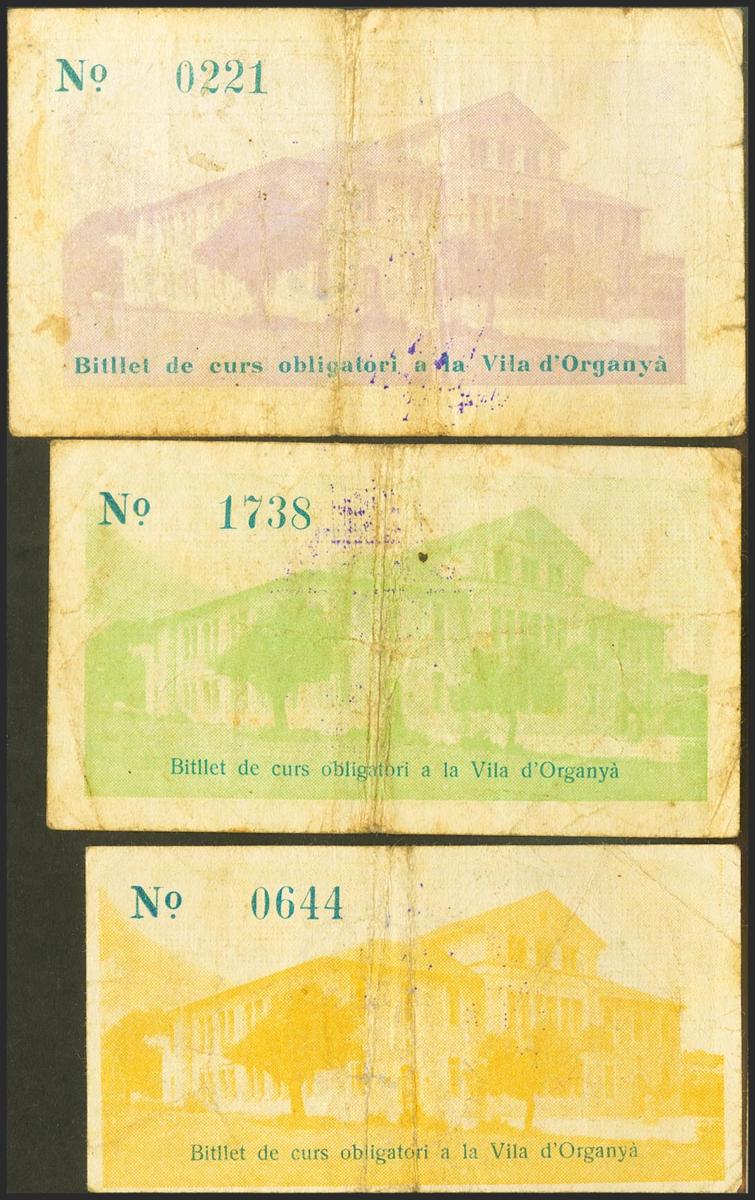 Nº 0221
Bitllet de curs obligatori a la Vila d'Organyà
Nº 1738
Bitllet de curs obligatori a la Vila d'Organyà
Nº 0644
Bitllet de curs obligatori a la Vila d'Organyà